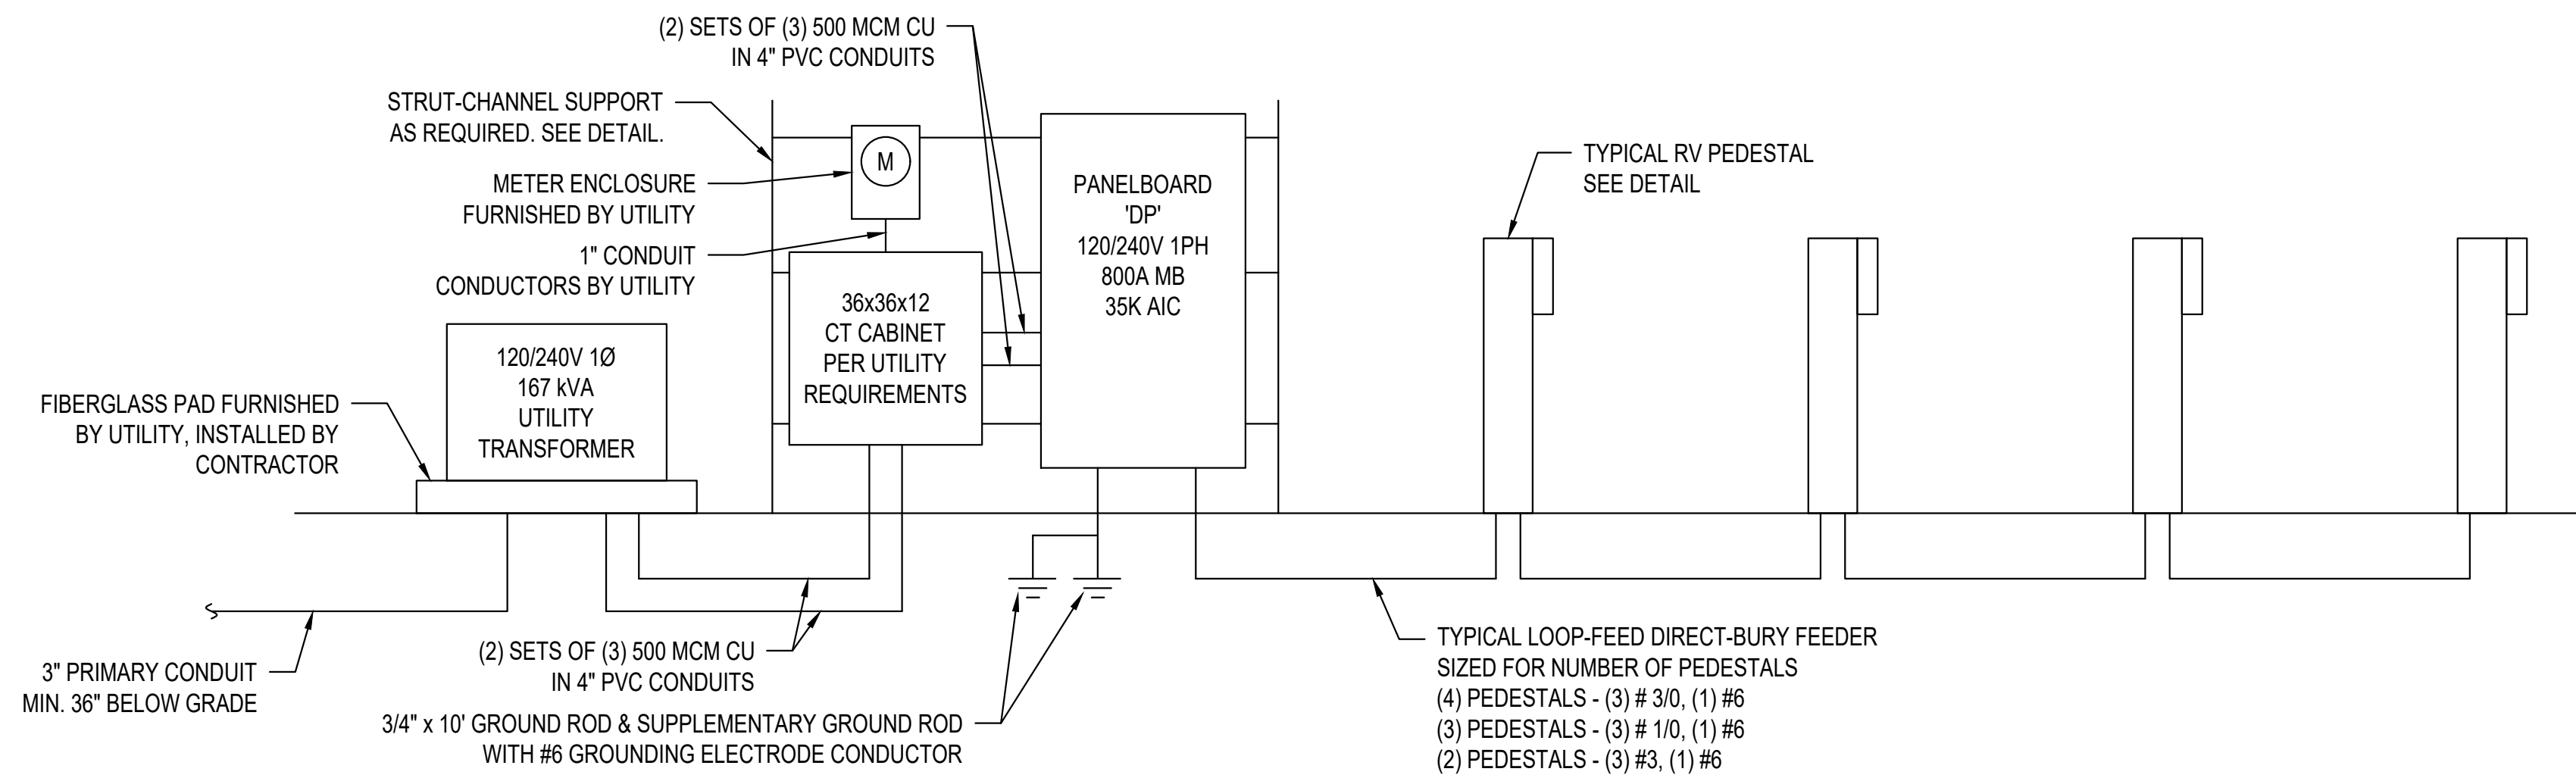 (2) SETS OF (3) 500 MCM CU
IN 4" PVC CONDUITS
STRUT-CHANNEL SUPPORT
AS REQUIRED. SEE DETAIL.
METER ENCLOSURE
FURNISHED BY UTILITY
M
1" CONDUIT
CONDUCTORS BY UTILITY
PANELBOARD
'DP'
120/240V 1PH
800A MB
35K AIC
TYPICAL RV PEDESTAL
SEE DETAIL
36x36x12
CT CABINET
PER UTILITY
REQUIREMENTS
120/240V 1Ø
167 kVA
UTILITY
TRANSFORMER
FIBERGLASS PAD FURNISHED
BY UTILITY, INSTALLED BY
CONTRACTOR
3" PRIMARY CONDUIT
MIN. 36" BELOW GRADE
(2) SETS OF (3) 500 MCM CU
IN 4" PVC CONDUITS
3/4" x 10' GROUND ROD & SUPPLEMENTARY GROUND ROD
WITH #6 GROUNDING ELECTRODE CONDUCTOR
TYPICAL LOOP-FEED DIRECT-BURY FEEDER
SIZED FOR NUMBER OF PEDESTALS
(4) PEDESTALS - (3) # 3/0, (1) #6
(3) PEDESTALS - (3) # 1/0, (1) #6
(2) PEDESTALS - (3) #3, (1) #6